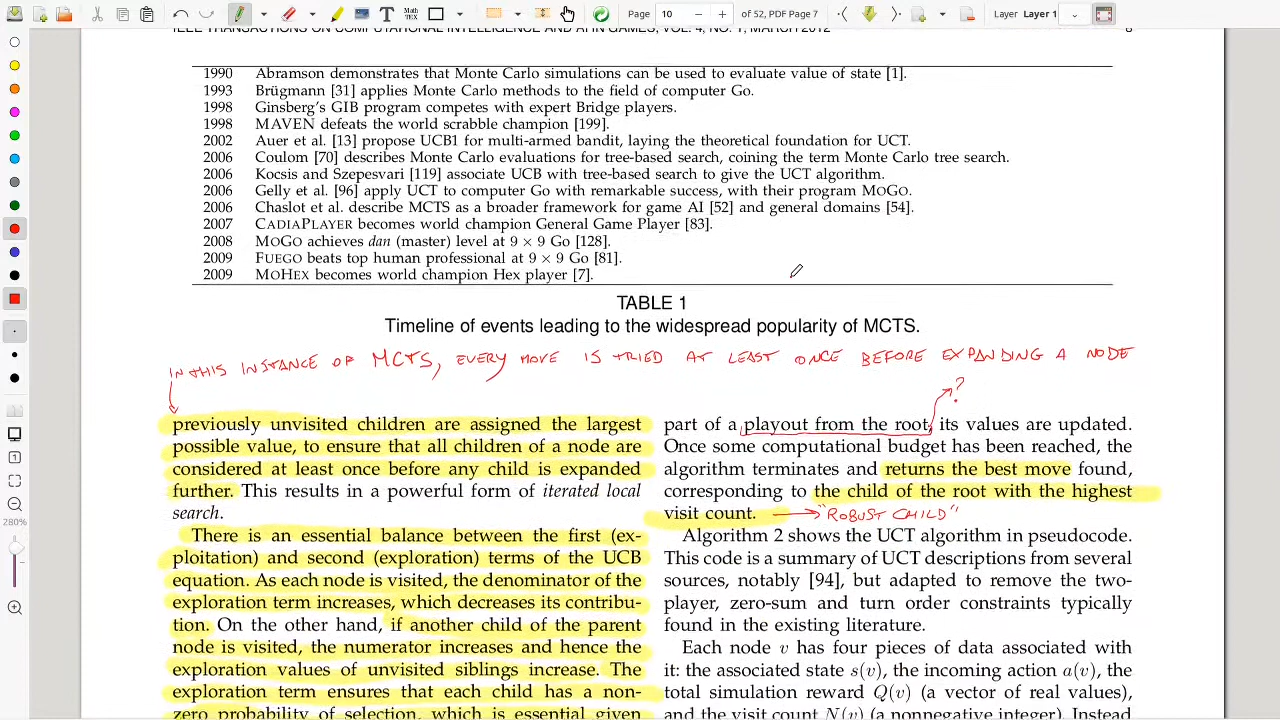 Page 10 of 52 PDF Page 7 Layer Layer 1
IEEE TRANSACTIONS ON COMPUTATIONAL INTELLIGENCE AND AI IN GAMES, VOL. 4, NO. 1, MARCH 2012
1990 Abramson demonstrates that Monte Carlo simulations can be used to evaluate value of state [1].
1993 Brügmann [31] applies Monte Carlo methods to the field of computer Go.
1998 Ginsberg's GIB program competes with expert Bridge players.
1998 MAVEN defeats the world scrabble champion [199].
2002 Auer et al. [13] propose UCB1 for multi-armed bandit, laying the theoretical foundation for UCT.
2006 Coulom [70] describes Monte Carlo evaluations for tree-based search, coining the term Monte Carlo tree search.
2006 Kocsis and Szepesvari [119] associate UCB with tree-based search to give the UCT algorithm.
2006 Gelly et al. [96] apply UCT to computer Go with remarkable success, with their program MOGO.
2006 Chaslot et al. describe MCTS as a broader framework for game AI [52] and general domains [54].
2007 CADIAPLAYER becomes world champion General Game Player [83].
2008 MOGO achieves dan (master) level at 9 × 9 Go [128].
2009 FUEGO beats top human professional at 9 × 9 Go [81].
2009 MOHEX becomes world champion Hex player [7].
TABLE 1
Timeline of events leading to the widespread popularity of MCTS.
IN THIS INSTANCE OF MCTS, EVERY MOVE IS TRIED AT LEAST ONCE BEFORE EXPANDING A NODE
previously unvisited children are assigned the largest
possible value, to ensure that all children of a node are
considered at least once before any child is expanded
further. This results in a powerful form of iterated local
search.
There is an essential balance between the first (ex-
ploitation) and second (exploration) terms of the UCB
equation. As each node is visited, the denominator of the
exploration term increases, which decreases its contribu-
tion. On the other hand, if another child of the parent
node is visited, the numerator increases and hence the
exploration values of unvisited siblings increase. The
exploration term ensures that each child has a non-
zero probability of selection, which is essential given
?
part of a playout from the root, its values are updated.
Once some computational budget has been reached, the
algorithm terminates and returns the best move found,
corresponding to the child of the root with the highest
visit count. "ROBUST CHILD"
Algorithm 2 shows the UCT algorithm in pseudocode.
This code is a summary of UCT descriptions from several
sources, notably [94], but adapted to remove the two-
player, zero-sum and turn order constraints typically
found in the existing literature.
Each node v has four pieces of data associated with
it: the associated state s(v), the incoming action a(v), the
total simulation reward Q(v) (a vector of real values),
and the visit count N(v) (a nonnegative integer). Instead
280%